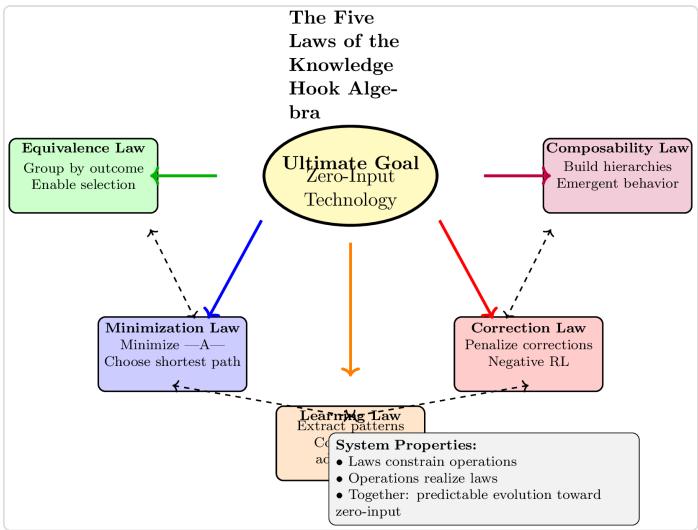 The Five
Laws of the
Knowledge
Hook Alge-
bra
Equivalence Law
Group by outcome
Enable selection
Ultimate Goal
Zero-Input
Technology
Composability Law
Build hierarchies
Emergent behavior
Minimization Law
Minimize —A—
Choose shortest path
Correction Law
Penalize corrections
Negative RL
Learning Law
Extract patterns
System Properties:
● Laws constrain operations
● Operations realize laws
● Together: predictable evolution toward
zero-input